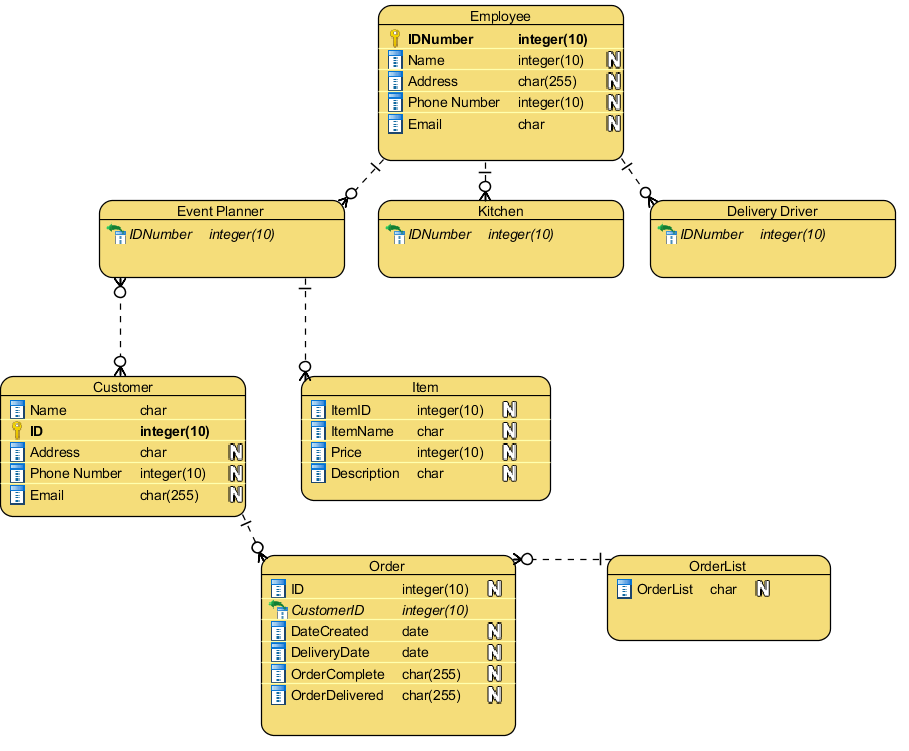 Employee
IDNumber integer(10)
Name integer(10) N
Address char(255) N
Phone Number integer(10) N
Email char N
Event Planner
IDNumber integer(10)
Kitchen
IDNumber integer(10)
Delivery Driver
IDNumber integer(10)
Customer
Name char
ID integer(10)
Address char N
Phone Number integer(10) N
Email char(255) N
Item
ItemID integer(10) N
ItemName char N
Price integer(10) N
Description char N
Order
ID integer(10) N
CustomerID integer(10)
DateCreated date N
DeliveryDate date N
OrderComplete char(255) N
OrderDelivered char(255) N
OrderList
OrderList char N